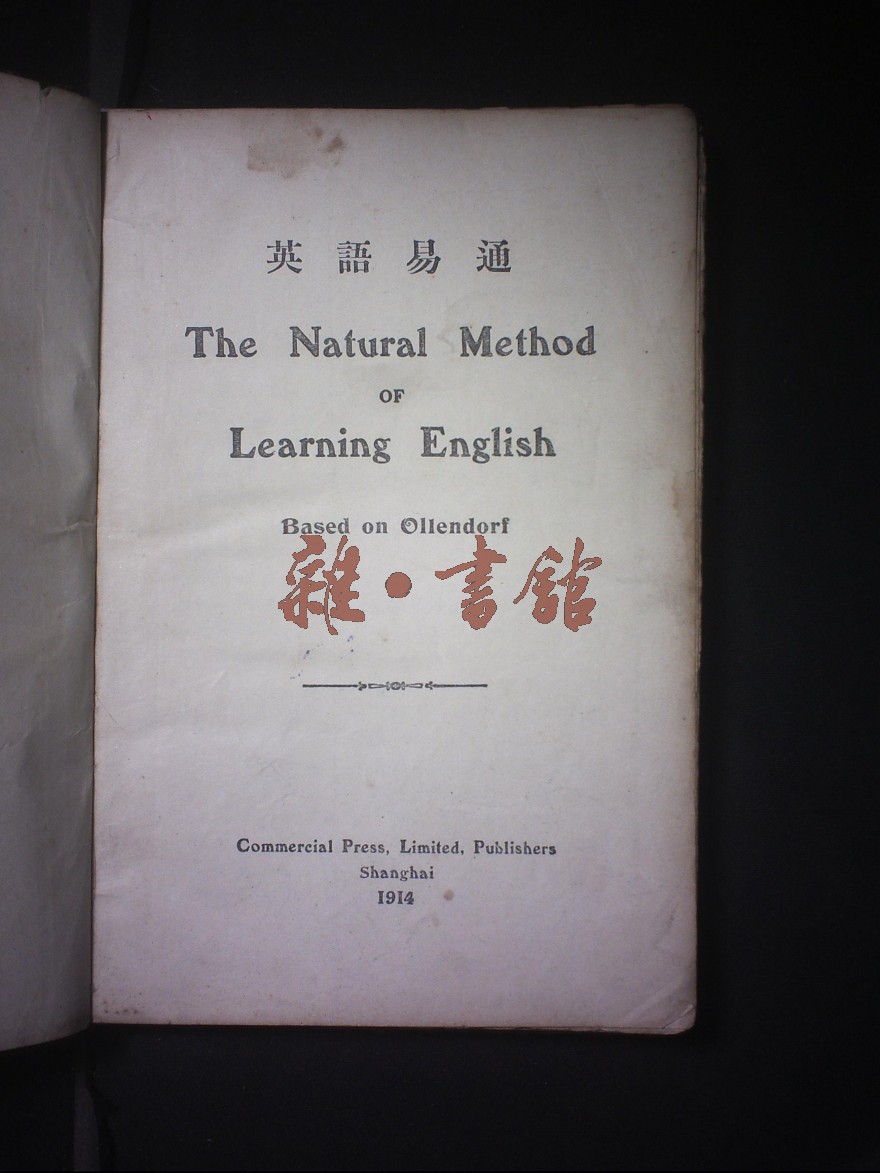 英語易通
The Natural Method
OF
Learning English
Based on Ollendorf
雜·書館
Commercial Press, Limited, Publishers
Shanghai
1914